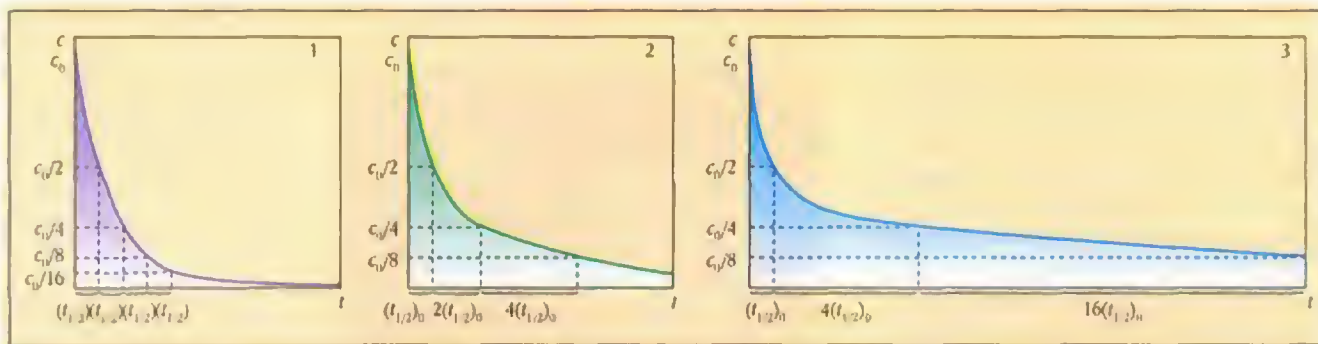 c 1
c₀
c₀/2
c₀/4
c₀/8
c₀/16
t
(t₁/₂)(t₁/₂)(t₁/₂)(t₁/₂)
c 2
c₀
c₀/2
c₀/4
c₀/8
t
(t₁/₂)₀ 2(t₁/₂)₀ 4(t₁/₂)₀
c 3
c₀
c₀/2
c₀/4
c₀/8
t
(t₁/₂)₀ 4(t₁/₂)₀ 16(t₁/₂)₀